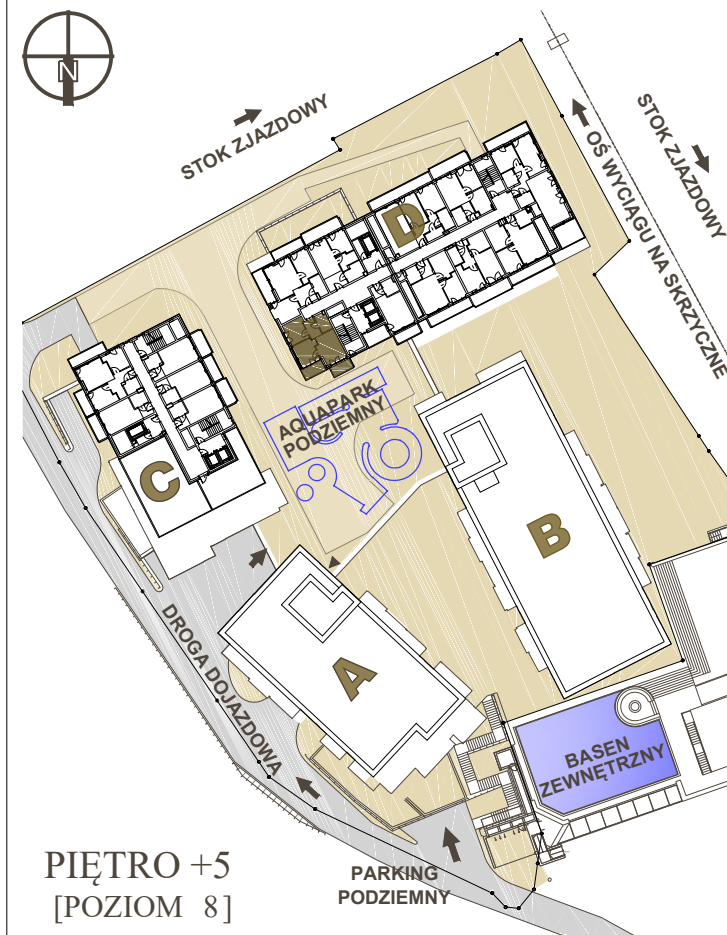 N
STOK ZJAZDOWY
STOK ZJAZDOWY
OŚ WYCIĄGU NA SKRZYCZNE
D
AQUAPARK
PODZIEMNY
C
B
A
DROGA DOJAZDOWA
BASEN
ZEWNĘTRZNY
PARKING
PODZIEMNY
PIĘTRO +5
[POZIOM 8]